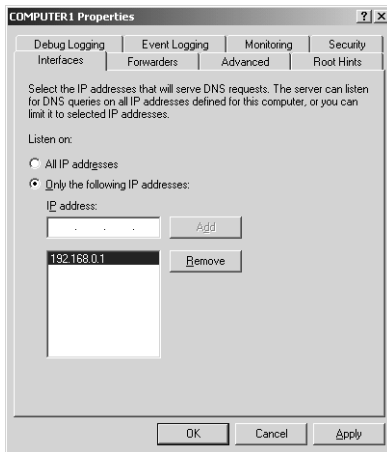 COMPUTER1 Properties
Debug Logging Event Logging Monitoring Security
Interfaces Forwarders Advanced Root Hints
Select the IP addresses that will serve DNS requests. The server can listen
for DNS queries on all IP addresses defined for this computer, or you can
limit it to selected IP addresses.
Listen on:
All IP addresses
Only the following IP addresses:
IP address:
. . . Add
192.168.0.1 Remove
OK Cancel Apply